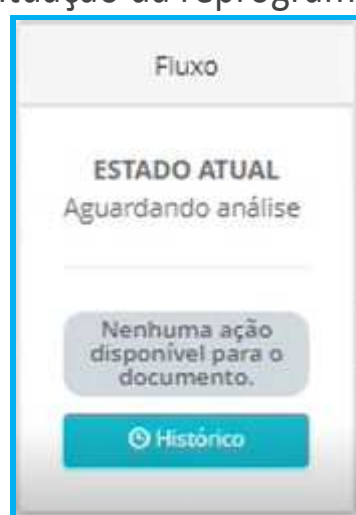 Fluxo
ESTADO ATUAL
Aguardando análise
Nenhuma ação
disponível para o
documento.
Histórico